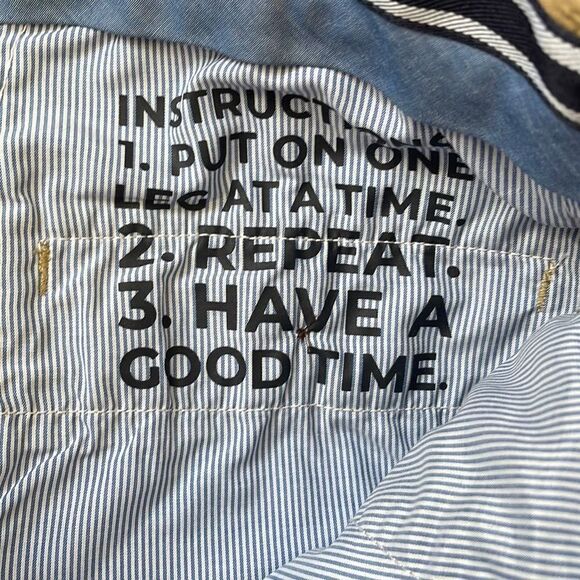 INSTRUCTIONS
1. PUT ON ONE
LEG AT A TIME.
2. REPEAT.
3. HAVE A
GOOD TIME.